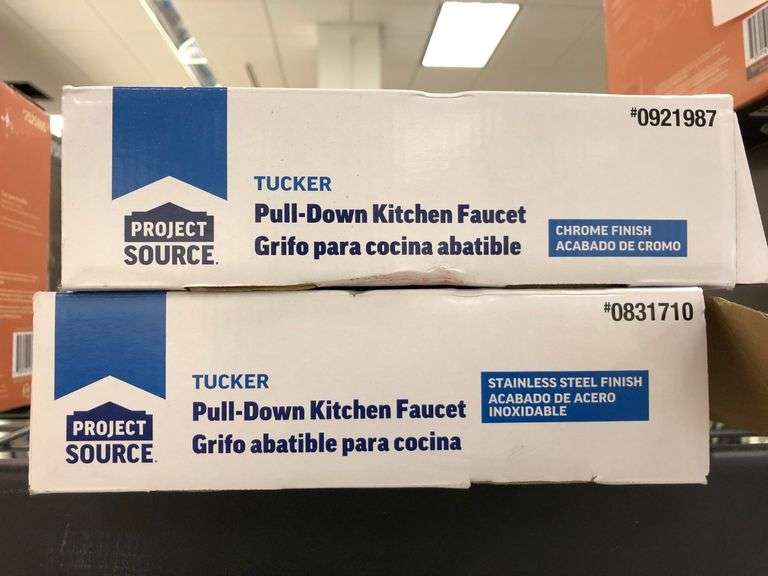 #0921987
TUCKER
Pull-Down Kitchen Faucet
Grifo para cocina abatible
CHROME FINISH
ACABADO DE CROMO
PROJECT
SOURCE.
#0831710
TUCKER
Pull-Down Kitchen Faucet
Grifo abatible para cocina
STAINLESS STEEL FINISH
ACABADO DE ACERO
INOXIDABLE
PROJECT
SOURCE.